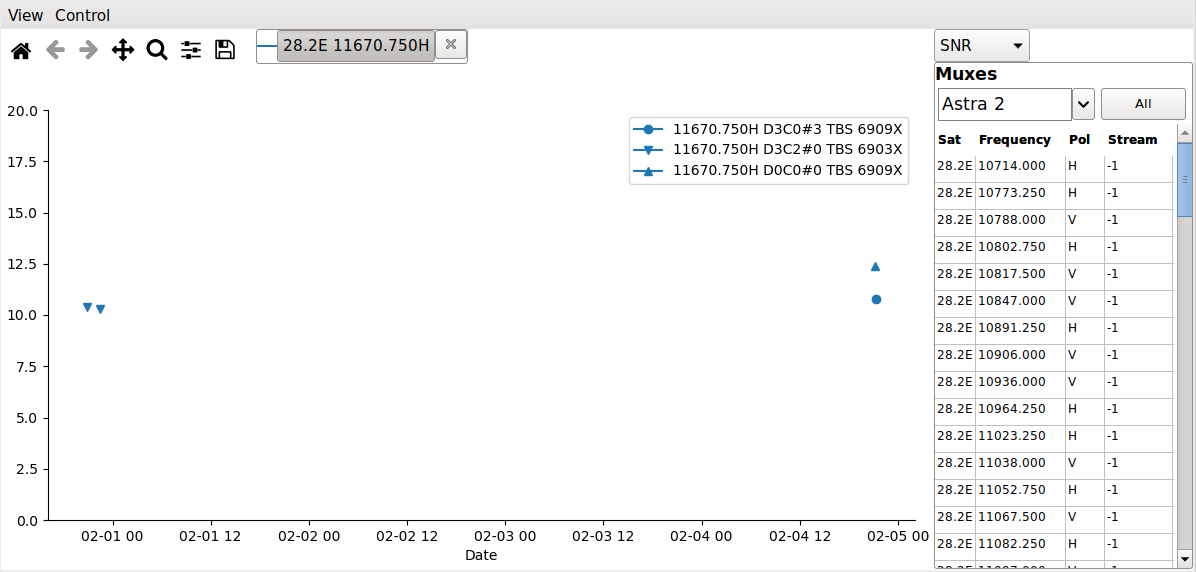 View Control
28.2E 11670.750H
SNR
Muxes
Astra 2 All
Sat Frequency Pol Stream
28.2E 10714.000 H -1
28.2E 10773.250 H -1
28.2E 10788.000 V -1
28.2E 10802.750 H -1
28.2E 10817.500 V -1
28.2E 10847.000 V -1
28.2E 10891.250 H -1
28.2E 10906.000 V -1
28.2E 10936.000 V -1
28.2E 10964.250 H -1
28.2E 11023.250 H -1
28.2E 11038.000 V -1
28.2E 11052.750 H -1
28.2E 11067.500 V -1
28.2E 11082.250 H -1
11670.750H D3C0#3 TBS 6909X
11670.750H D3C2#0 TBS 6903X
11670.750H D0C0#0 TBS 6909X
20.0
17.5
15.0
12.5
10.0
7.5
5.0
2.5
0.0
02-01 00 02-01 12 02-02 00 02-02 12 02-03 00 02-03 12 02-04 00 02-04 12 02-05 00
Date